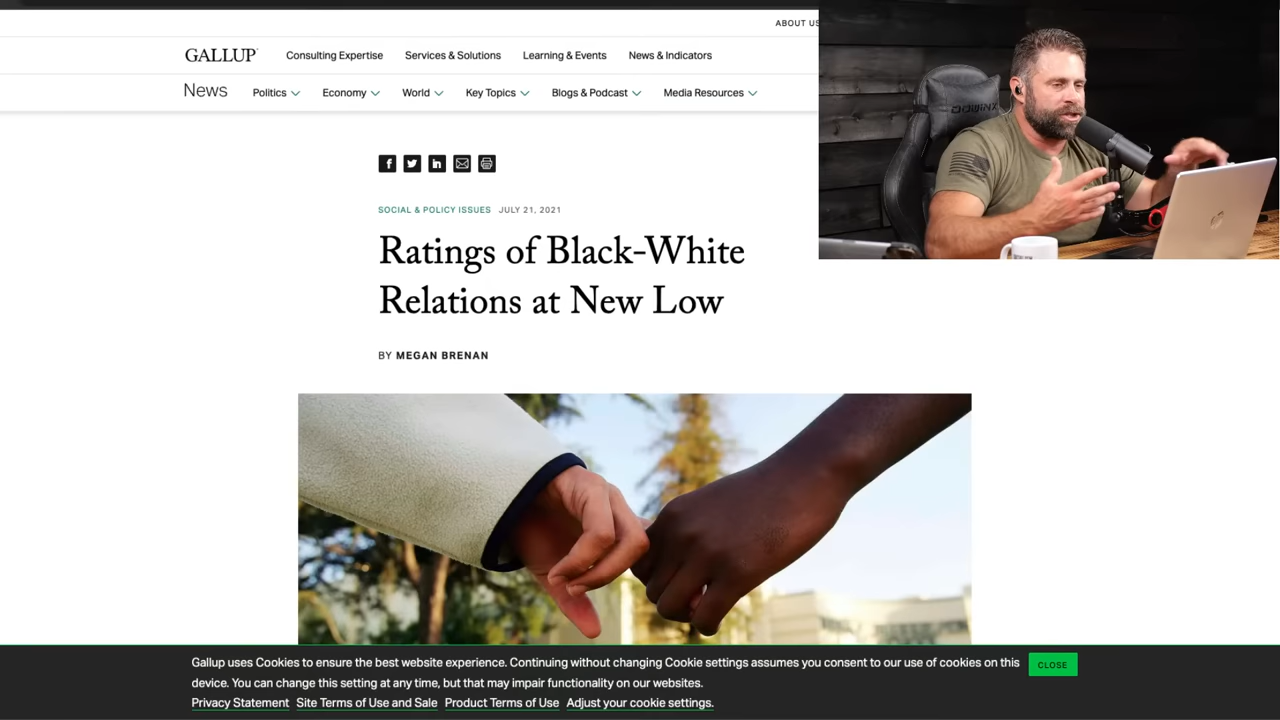 ABOUT US
GALLUP
Consulting Expertise Services & Solutions Learning & Events News & Indicators
News Politics Economy World Key Topics Blogs & Podcast Media Resources
SOCIAL & POLICY ISSUES JULY 21, 2021
Ratings of Black-White
Relations at New Low
BY MEGAN BRENAN
Gallup uses Cookies to ensure the best website experience. Continuing without changing Cookie settings assumes you consent to our use of cookies on this
device. You can change this setting at any time, but that may impair functionality on our websites.
CLOSE
Privacy Statement Site Terms of Use and Sale Product Terms of Use Adjust your cookie settings.